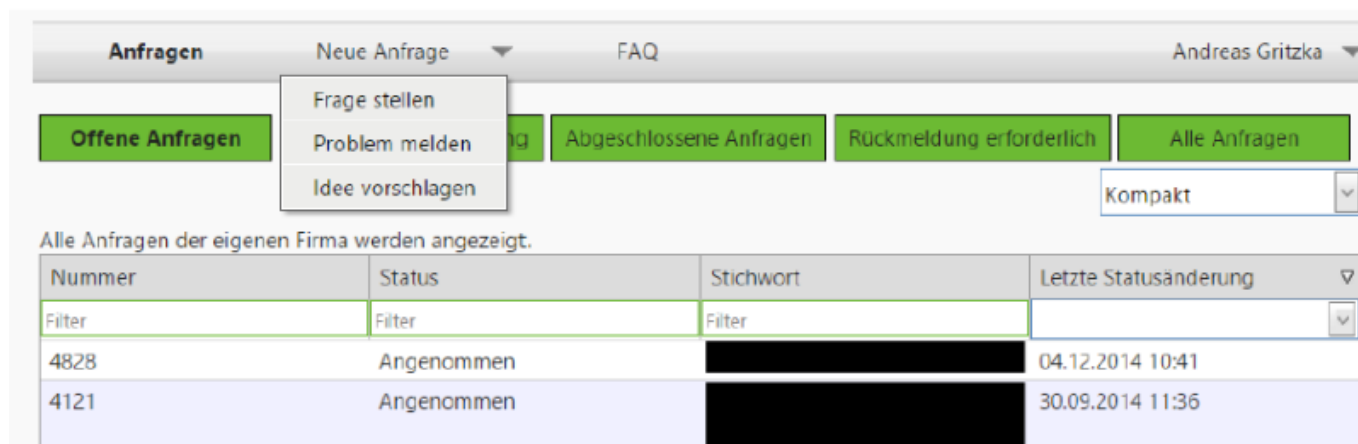 Anfragen Neue Anfrage FAQ Andreas Gritzka
Frage stellen
Problem melden
Idee vorschlagen
Offene Anfragen Abgeschlossene Anfragen Rückmeldung erforderlich Alle Anfragen
Kompakt
Alle Anfragen der eigenen Firma werden angezeigt.
Nummer Status Stichwort Letzte Statusänderung
Filter Filter Filter
4828 Angenommen 04.12.2014 10:41
4121 Angenommen 30.09.2014 11:36